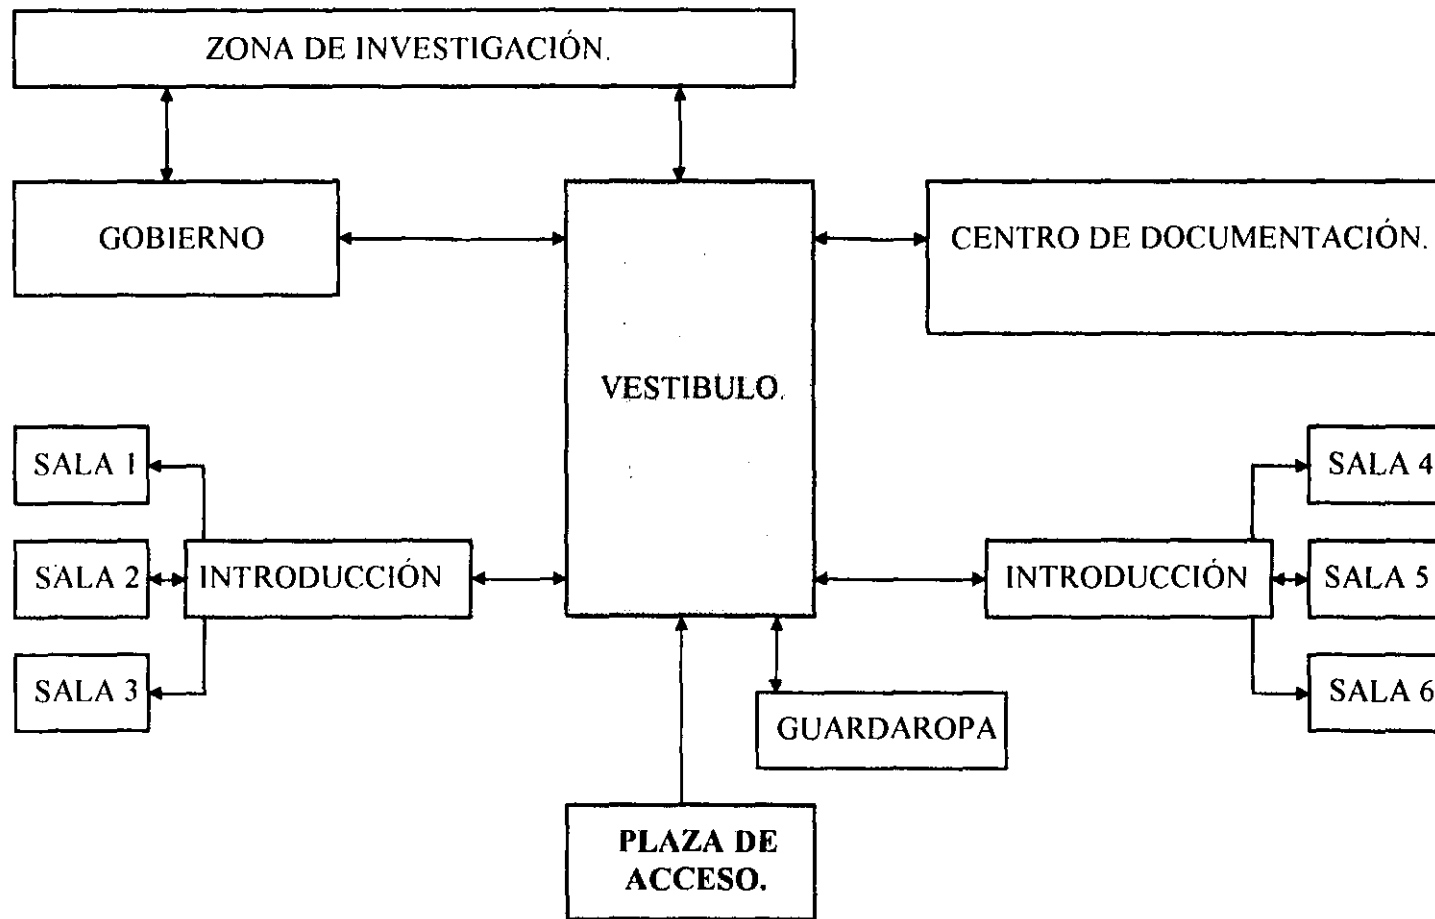 ZONA DE INVESTIGACIÓN.
GOBIERNO
CENTRO DE DOCUMENTACIÓN.
VESTIBULO.
SALA 1
SALA 4
SALA 2
INTRODUCCIÓN
INTRODUCCIÓN
SALA 5
SALA 3
SALA 6
GUARDAROPA
PLAZA DE
ACCESO.